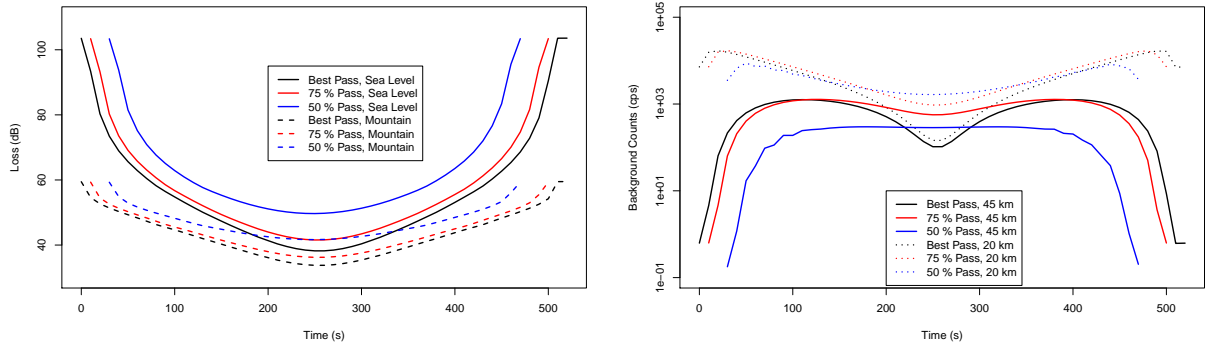 100
80
60
40
Loss (dB)
Best Pass, Sea Level
75 % Pass, Sea Level
50 % Pass, Sea Level
Best Pass, Mountain
75 % Pass, Mountain
50 % Pass, Mountain
0 100 200 300 400 500
Time (s)
1e+05
1e+03
1e+01
1e-01
Background Counts (cps)
Best Pass, 45 km
75 % Pass, 45 km
50 % Pass, 45 km
Best Pass, 20 km
75 % Pass, 20 km
50 % Pass, 20 km
0 100 200 300 400 500
Time (s)